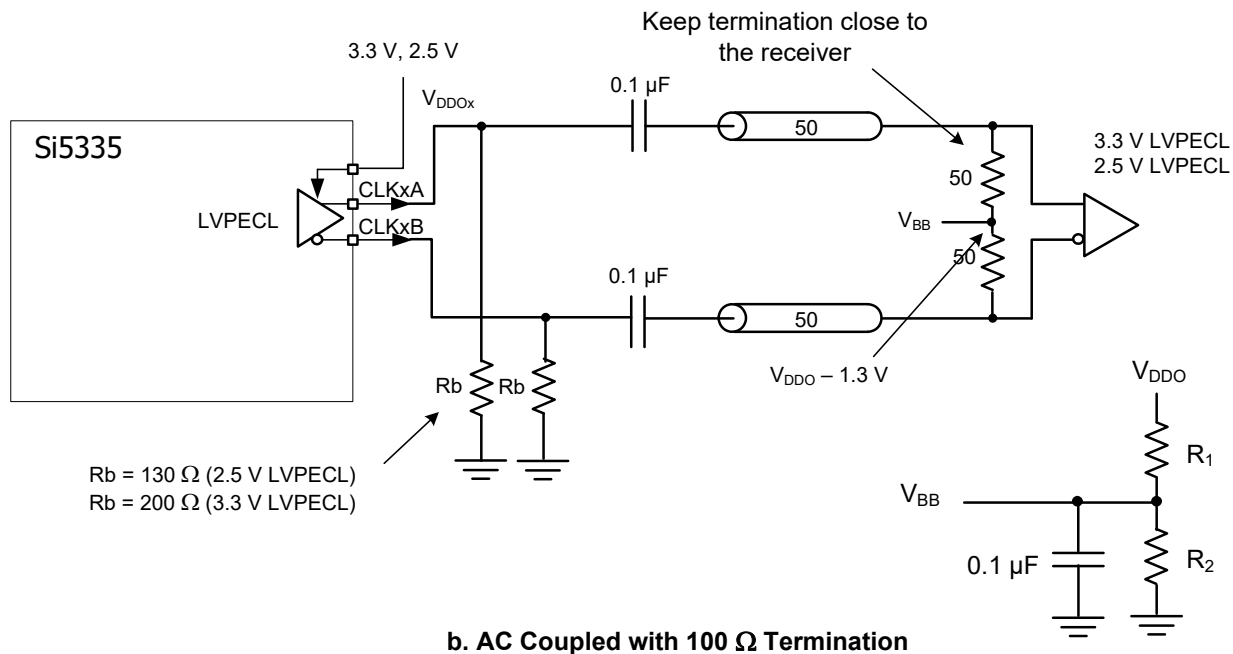 Keep termination close to
the receiver
3.3 V, 2.5 V
0.1 µF
VDDOx
Si5335
50
3.3 V LVPECL
2.5 V LVPECL
CLKxA
50
LVPECL
VBB
CLKxB
50
0.1 µF
50
VDDO – 1.3 V
VDDO
Rb
Rb
R1
Rb = 130 Ω (2.5 V LVPECL)
Rb = 200 Ω (3.3 V LVPECL)
VBB
0.1 µF
R2
b. AC Coupled with 100 Ω Termination